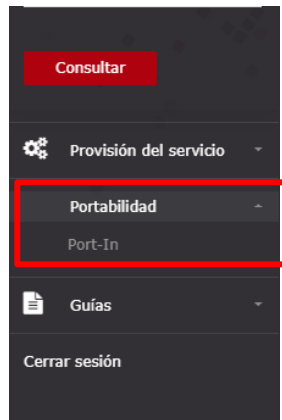 Consultar
Provisión del servicio
Portabilidad
Port-In
Guías
Cerrar sesión